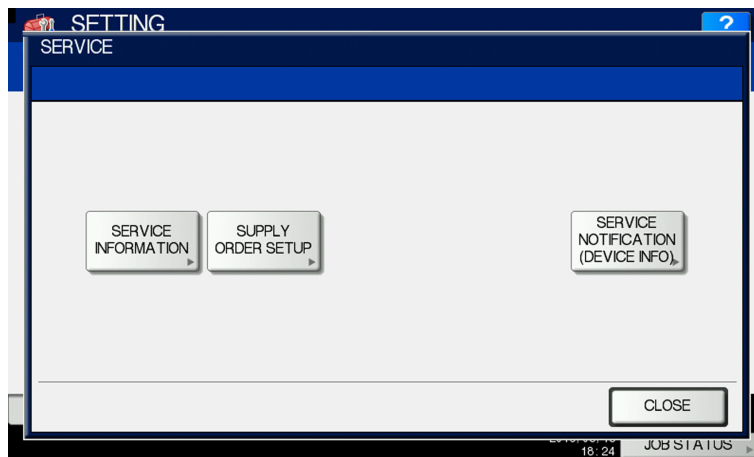 SETTING
?
SERVICE
SERVICE
INFORMATION
SUPPLY
ORDER SETUP
SERVICE
NOTIFICATION
(DEVICE INFO)
CLOSE
18:24
JOB STATUS